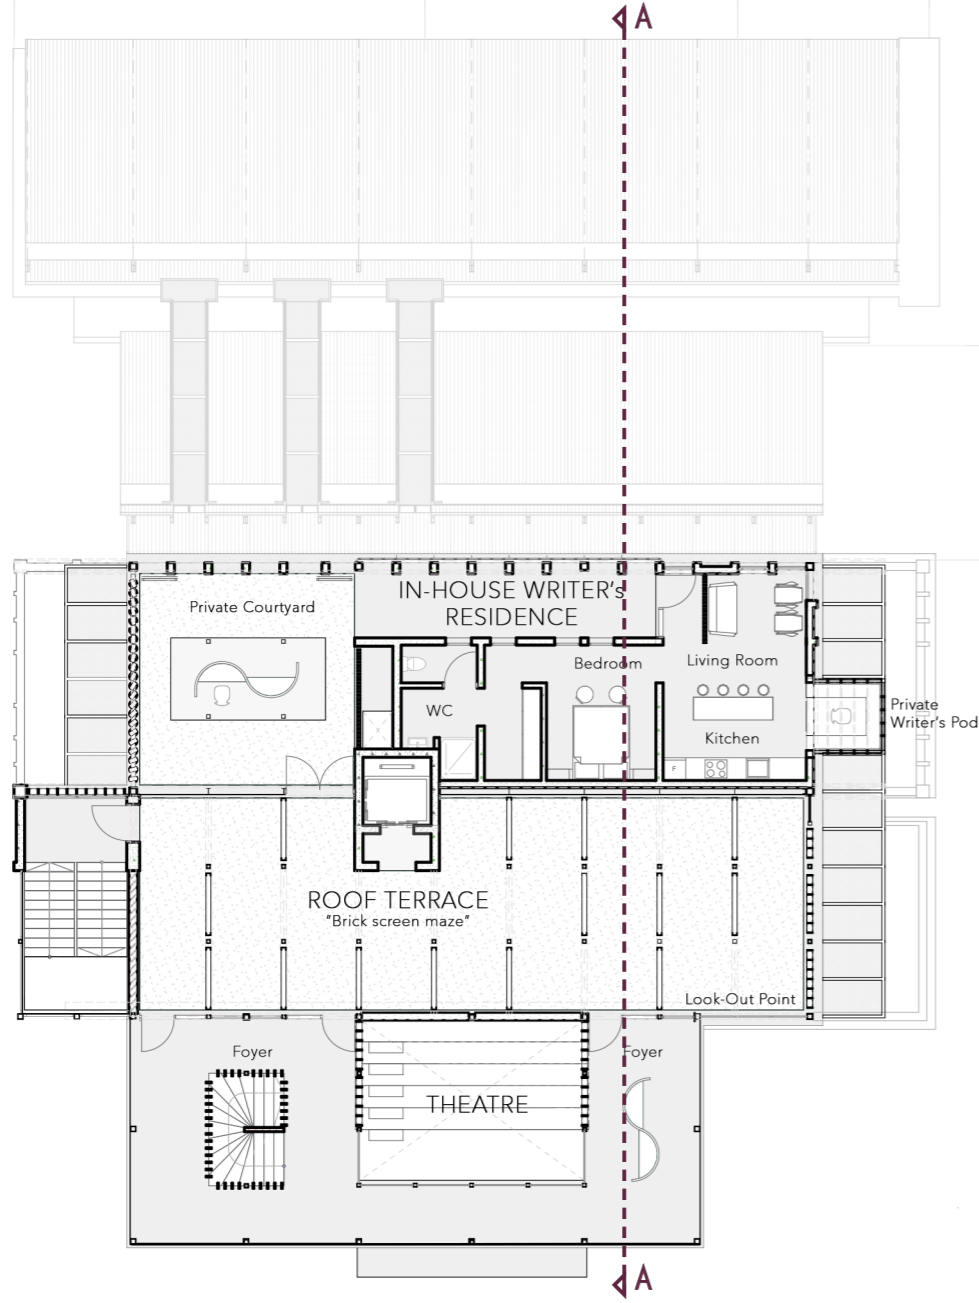 A
IN-HOUSE WRITER's
RESIDENCE
Private Courtyard
Bedroom
Living Room
WC
Private
Writer's Pod
Kitchen
F
ROOF TERRACE
"Brick screen maze"
Look-Out Point
Foyer
Foyer
THEATRE
A